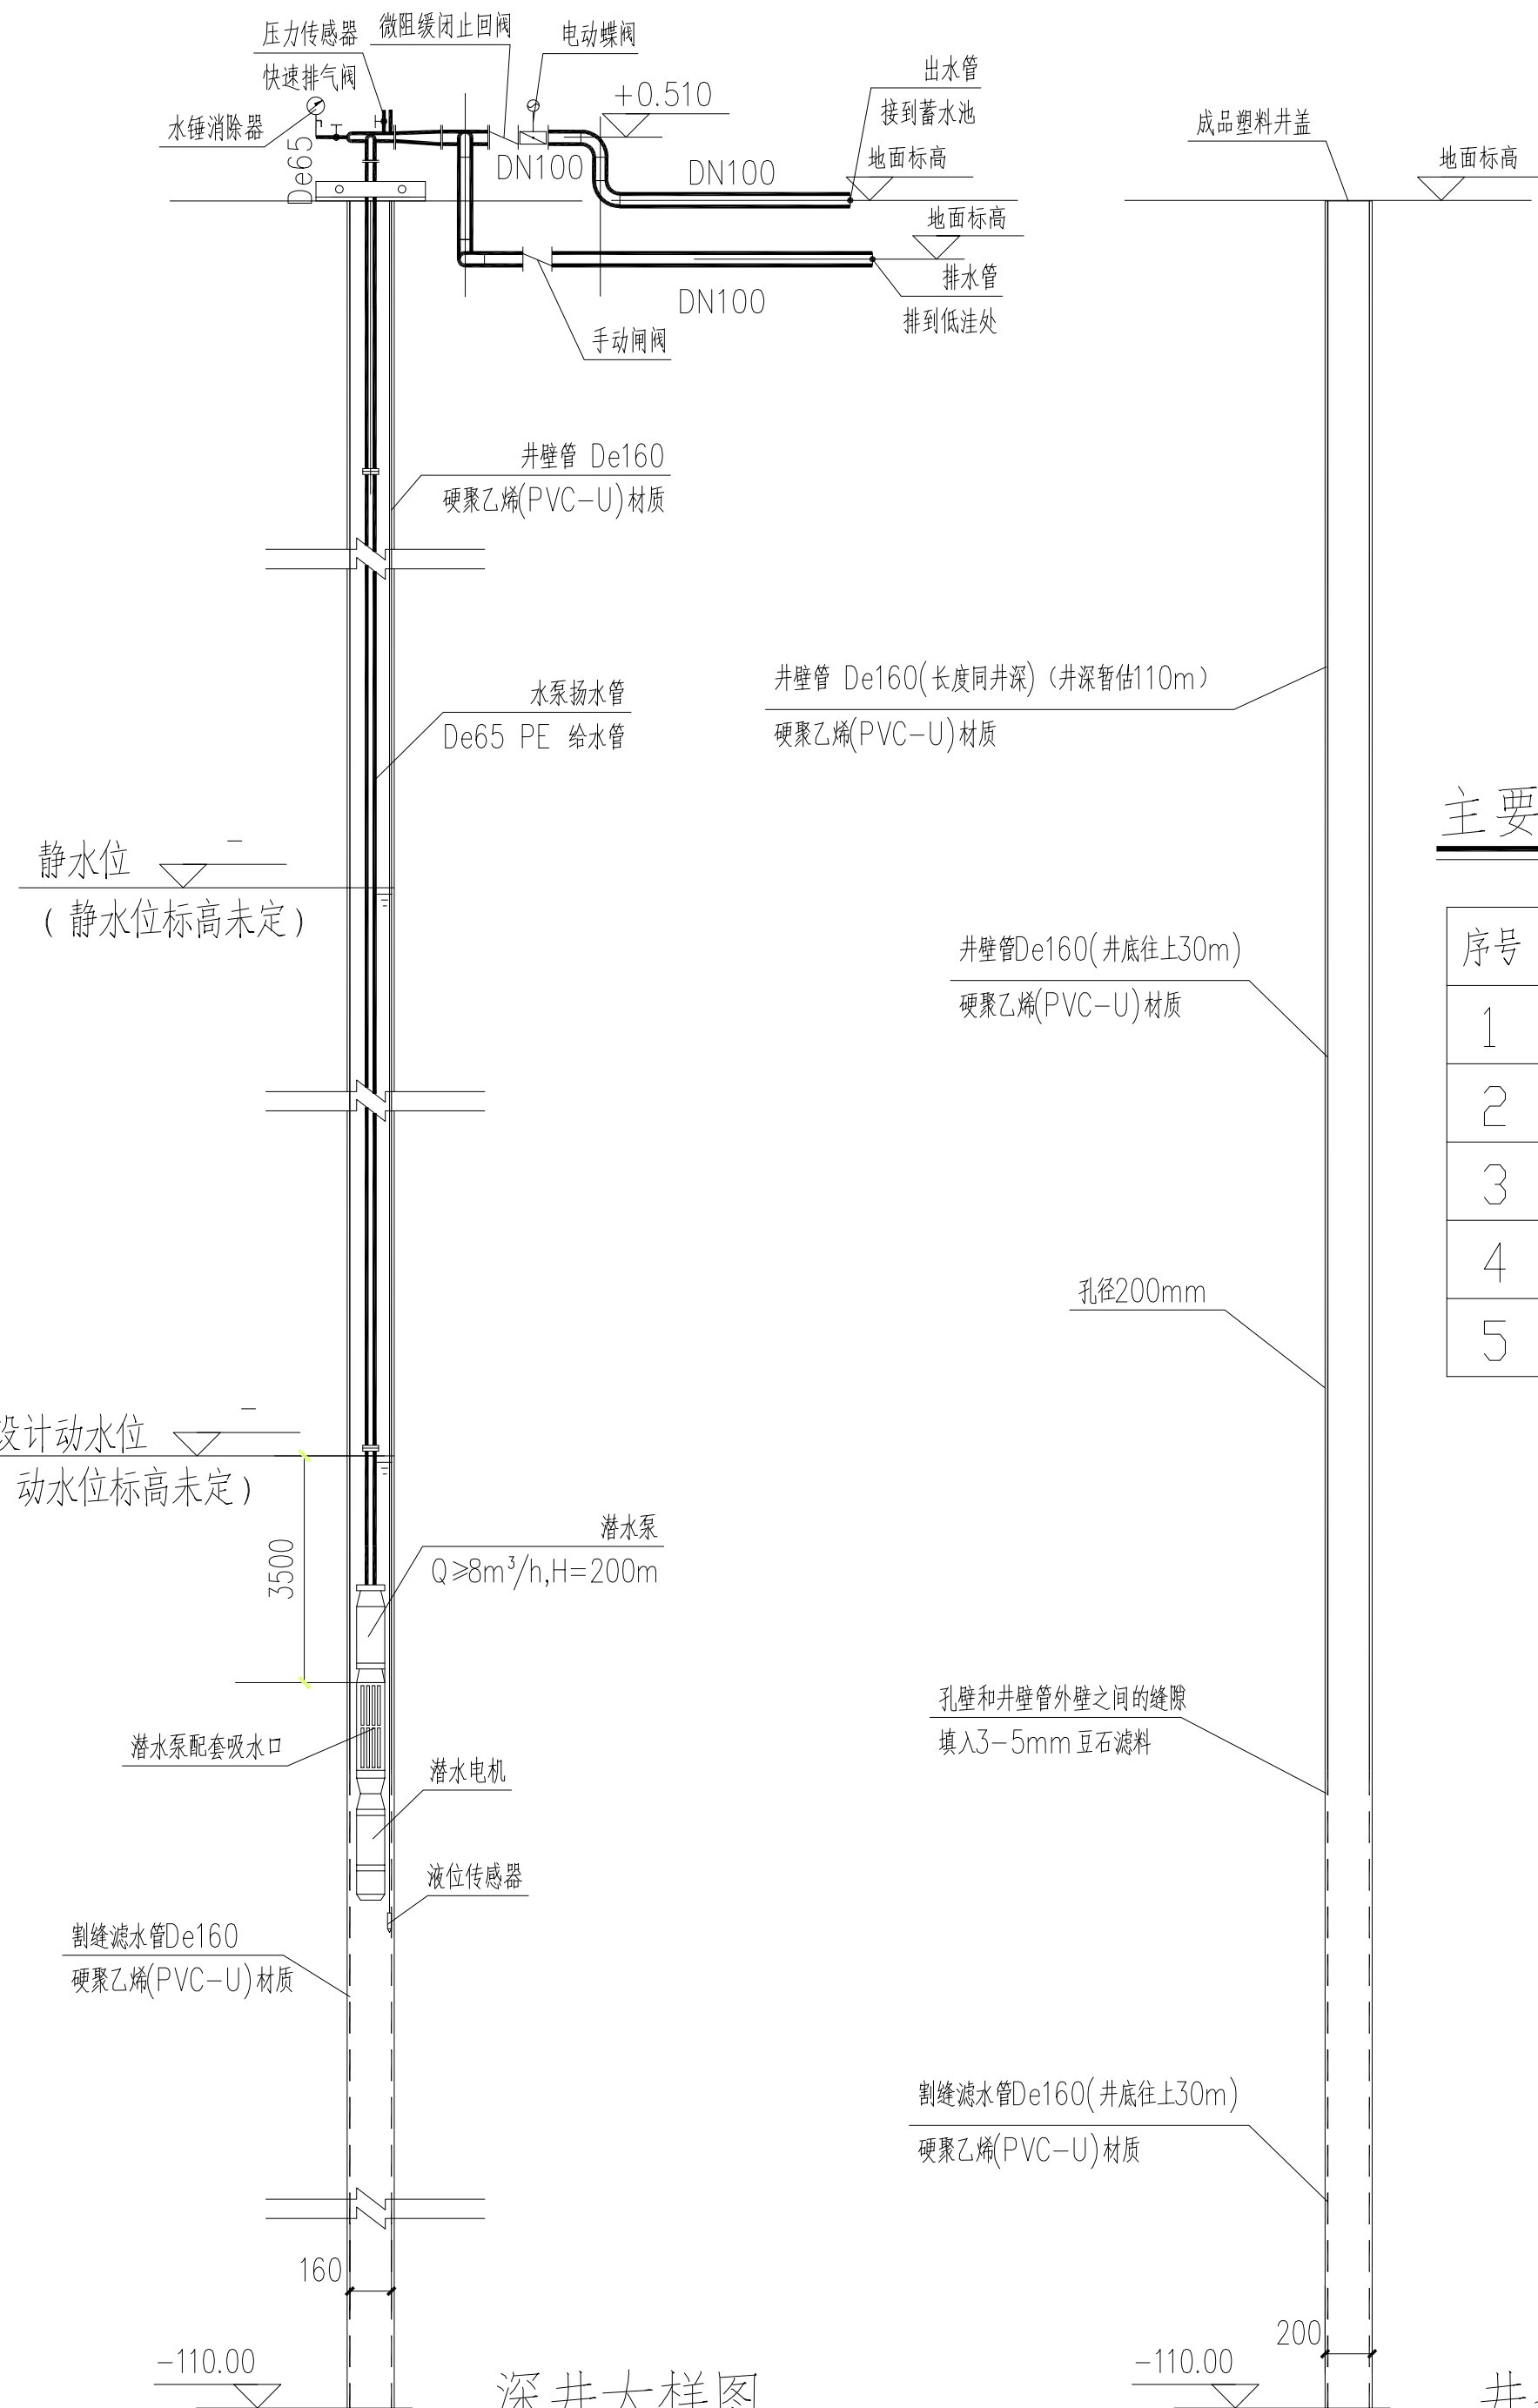 压力传感器
快速排气阀
微阻缓闭止回阀
电动蝶阀
水锤消除器
De65
+0.510
出水管
接到蓄水池
地面标高
DN100
DN100
地面标高
排水管
排到低洼处
DN100
手动闸阀
成品塑料井盖
地面标高
井壁管 De160
硬聚乙烯(PVC-U)材质
水泵扬水管
De65 PE 给水管
井壁管 De160(长度同井深)（井深暂估110m）
硬聚乙烯(PVC-U)材质
主要
静水位
-
(静水位标高未定)
井壁管De160(井底往上30m)
硬聚乙烯(PVC-U)材质
序号
1
2
3
4
5
孔径200mm
设计动水位
-
动水位标高未定)
3500
潜水泵
Q≥8m³/h,H=200m
潜水泵配套吸水口
潜水电机
液位传感器
孔壁和井壁管外壁之间的缝隙
填入3-5mm豆石滤料
割缝滤水管De160
硬聚乙烯(PVC-U)材质
割缝滤水管De160(井底往上30m)
硬聚乙烯(PVC-U)材质
160
200
-110.00
-110.00
深井大样图
井